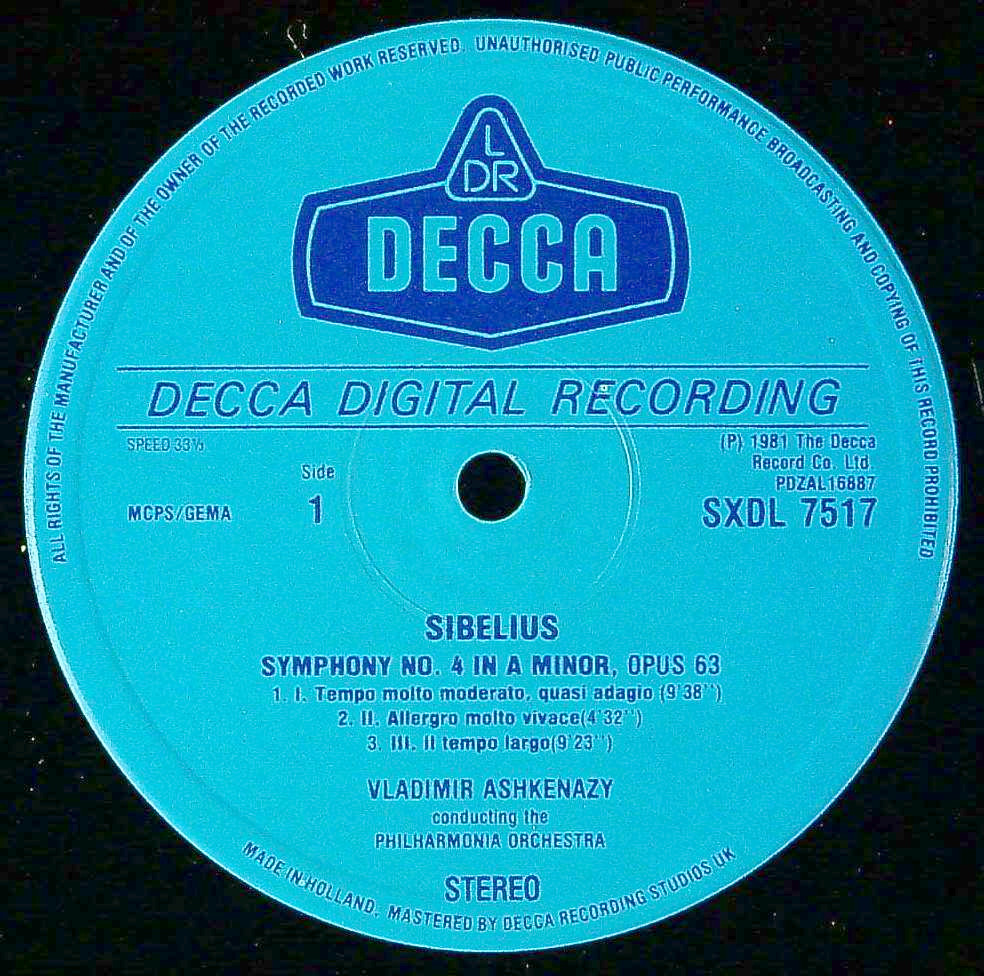 ALL RIGHTS OF THE MANUFACTURER AND OF THE OWNER OF THE RECORDED WORK RESERVED. UNAUTHORISED PUBLIC PERFORMANCE BROADCASTING AND COPYING OF THIS RECORD PROHIBITED.
L
DR
DECCA
DECCA DIGITAL RECORDING
SPEED 33⅓
(P) 1981 The Decca
Record Co. Ltd.
PDZAL16887
Side
1
MCPS/GEMA
SXDL 7517
SIBELIUS
SYMPHONY NO. 4 IN A MINOR, OPUS 63
1. I. Tempo molto moderato, quasi adagio (9'38'')
2. II. Allergro molto vivace(4'32'')
3. III. Il tempo largo(9'23'')
VLADIMIR ASHKENAZY
conducting the
PHILHARMONIA ORCHESTRA
STEREO
MADE IN HOLLAND. MASTERED BY DECCA RECORDING STUDIOS UK